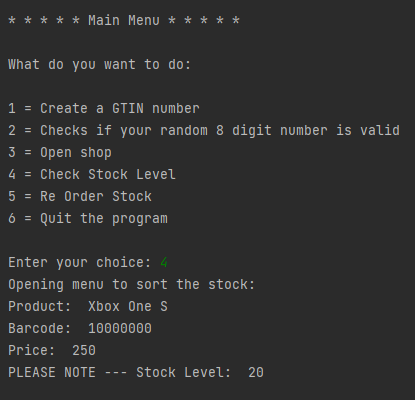 * * * * * Main Menu * * * * *
What do you want to do:
1 = Create a GTIN number
2 = Checks if your random 8 digit number is valid
3 = Open shop
4 = Check Stock Level
5 = Re Order Stock
6 = Quit the program
Enter your choice: 4
Opening menu to sort the stock:
Product:  Xbox One S
Barcode:  10000000
Price:  250
PLEASE NOTE --- Stock Level:  20